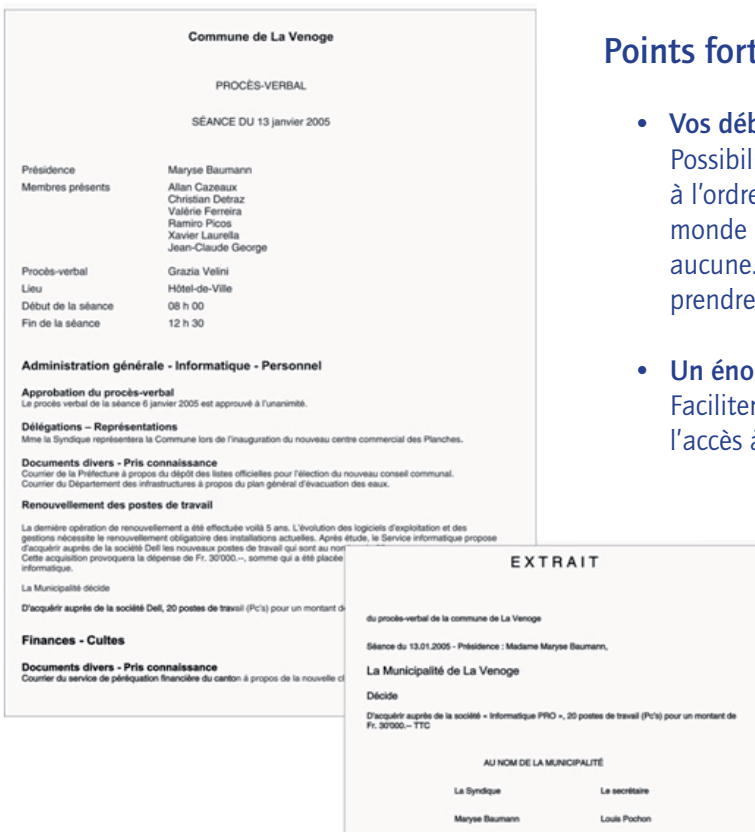 Commune de La Venoge
PROCÈS-VERBAL
SÉANCE DU 13 janvier 2005
Présidence Maryse Baumann
Membres présents Allan Cazeaux
Christian Detraz
Valérie Ferreira
Ramiro Picos
Xavier Laurella
Jean-Claude George
Procès-verbal Grazia Velini
Lieu Hôtel-de-Ville
Début de la séance 08 h 00
Fin de la séance 12 h 30
Administration générale - Informatique - Personnel
Approbation du procès-verbal
Le procès verbal de la séance 6 janvier 2005 est approuvé à l'unanimité.
Délégations – Représentations
Mme la Syndique représentera la Commune lors de l'inauguration du nouveau centre commercial des Planches.
Documents divers - Pris connaissance
Courrier de la Préfecture à propos du dépôt des listes officielles pour l'élection du nouveau conseil communal.
Courrier du Département des infrastructures à propos du plan général d'évacuation des eaux.
Renouvellement des postes de travail
La dernière opération de renouvellement a été effectuée voilà 5 ans. L'évolution des logiciels d'exploitation et des
gestions nécessite le renouvellement obligatoire des installations actuelles. Après étude, le Service informatique propose
d'acquérir auprès de la société Dell les nouveaux postes de travail qui sont au
Cette acquisition provoquera la dépense de Fr. 30'000.--, somme qui a été placée
informatique.
La Municipalité décide
D'acquérir auprès de la société Dell, 20 postes de travail (Pc's) pour un montant
Finances - Cultes
Documents divers - Pris connaissance
Courrier du service de péréquation financière du canton à propos de la nouvelle
EXTRAIT
du procès-verbal de la commune de La Venoge
Séance du 13.01.2005 - Présidence : Madame Maryse Baumann,
La Municipalité de La Venoge
Décide
D'acquérir auprès de la société « Informatique PRO », 20 postes de travail (Pc's) pour un montant de
Fr. 30'000.-- TTC
AU NOM DE LA MUNICIPALITÉ
La Syndique Le secrétaire
Maryse Baumann Louis Pochon
Points fort
• Vos déb
Possibil
à l'ordre
monde
aucune.
prendre
• Un éno
Faciliter
l'accès à